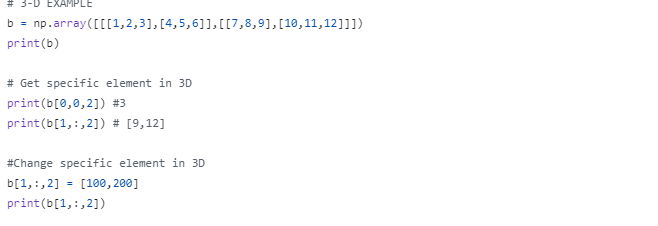 # 3-D EXAMPLE
b = np.array([[[1,2,3],[4,5,6]],[[7,8,9],[10,11,12]]])
print(b)
# Get specific element in 3D
print(b[0,0,2]) #3
print(b[1,:,2]) # [9,12]
#Change specific element in 3D
b[1,:,2] = [100,200]
print(b[1,:,2])